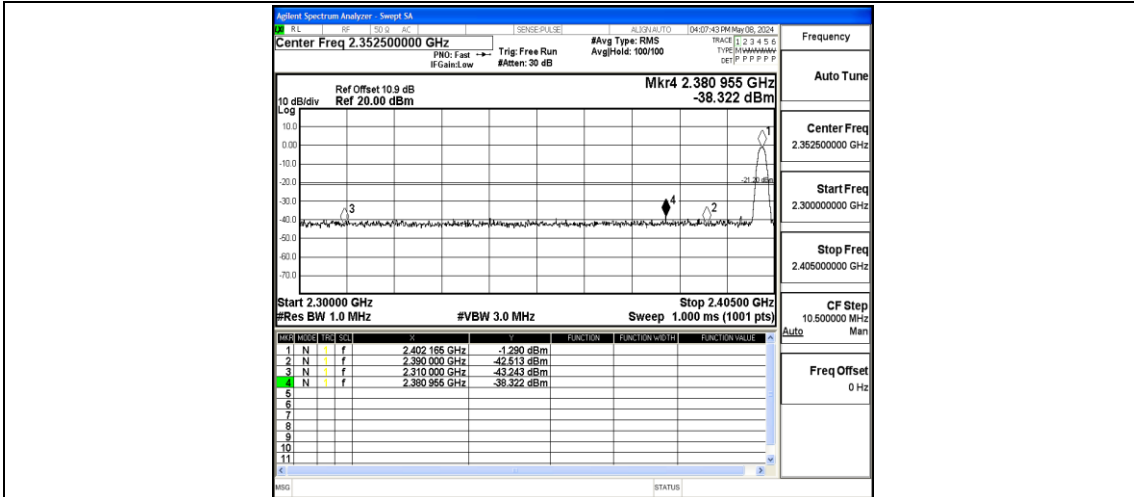 Agilent Spectrum Analyzer - Swept SA
RL RF 50 Ω AC SENSE:PULSE ALIGN AUTO 04:07:43 PM May 08, 2024
Center Freq 2.352500000 GHz #Avg Type: RMS TRACE 1 2 3 4 5 6
PNO: Fast Trig: Free Run Avg|Hold: 100/100 TYPE
IFGain:Low #Atten: 30 dB DET P P P P P P
Mkr4 2.380 955 GHz
Ref Offset 10.9 dB
10 dB/div Ref 20.00 dBm -38.322 dBm
Log
10.0
0.00
-10.0
-20.0
-21.20 dBm
-30.0
-40.0
-50.0
-60.0
-70.0
1
2
3
4
Start 2.30000 GHz Stop 2.40500 GHz
#Res BW 1.0 MHz #VBW 3.0 MHz Sweep 1.000 ms (1001 pts)
MKR MODE TRC SCL X Y FUNCTION FUNCTION WIDTH FUNCTION VALUE
1 N 1 f 2.402 165 GHz -1.290 dBm
2 N 1 f 2.390 000 GHz -42.513 dBm
3 N 1 f 2.310 000 GHz -43.243 dBm
4 N 1 f 2.380 955 GHz -38.322 dBm
5
6
7
8
9
10
11
MSG STATUS
Frequency
Auto Tune
Center Freq
2.352500000 GHz
Start Freq
2.300000000 GHz
Stop Freq
2.405000000 GHz
CF Step
10.500000 MHz
Auto Man
Freq Offset
0 Hz